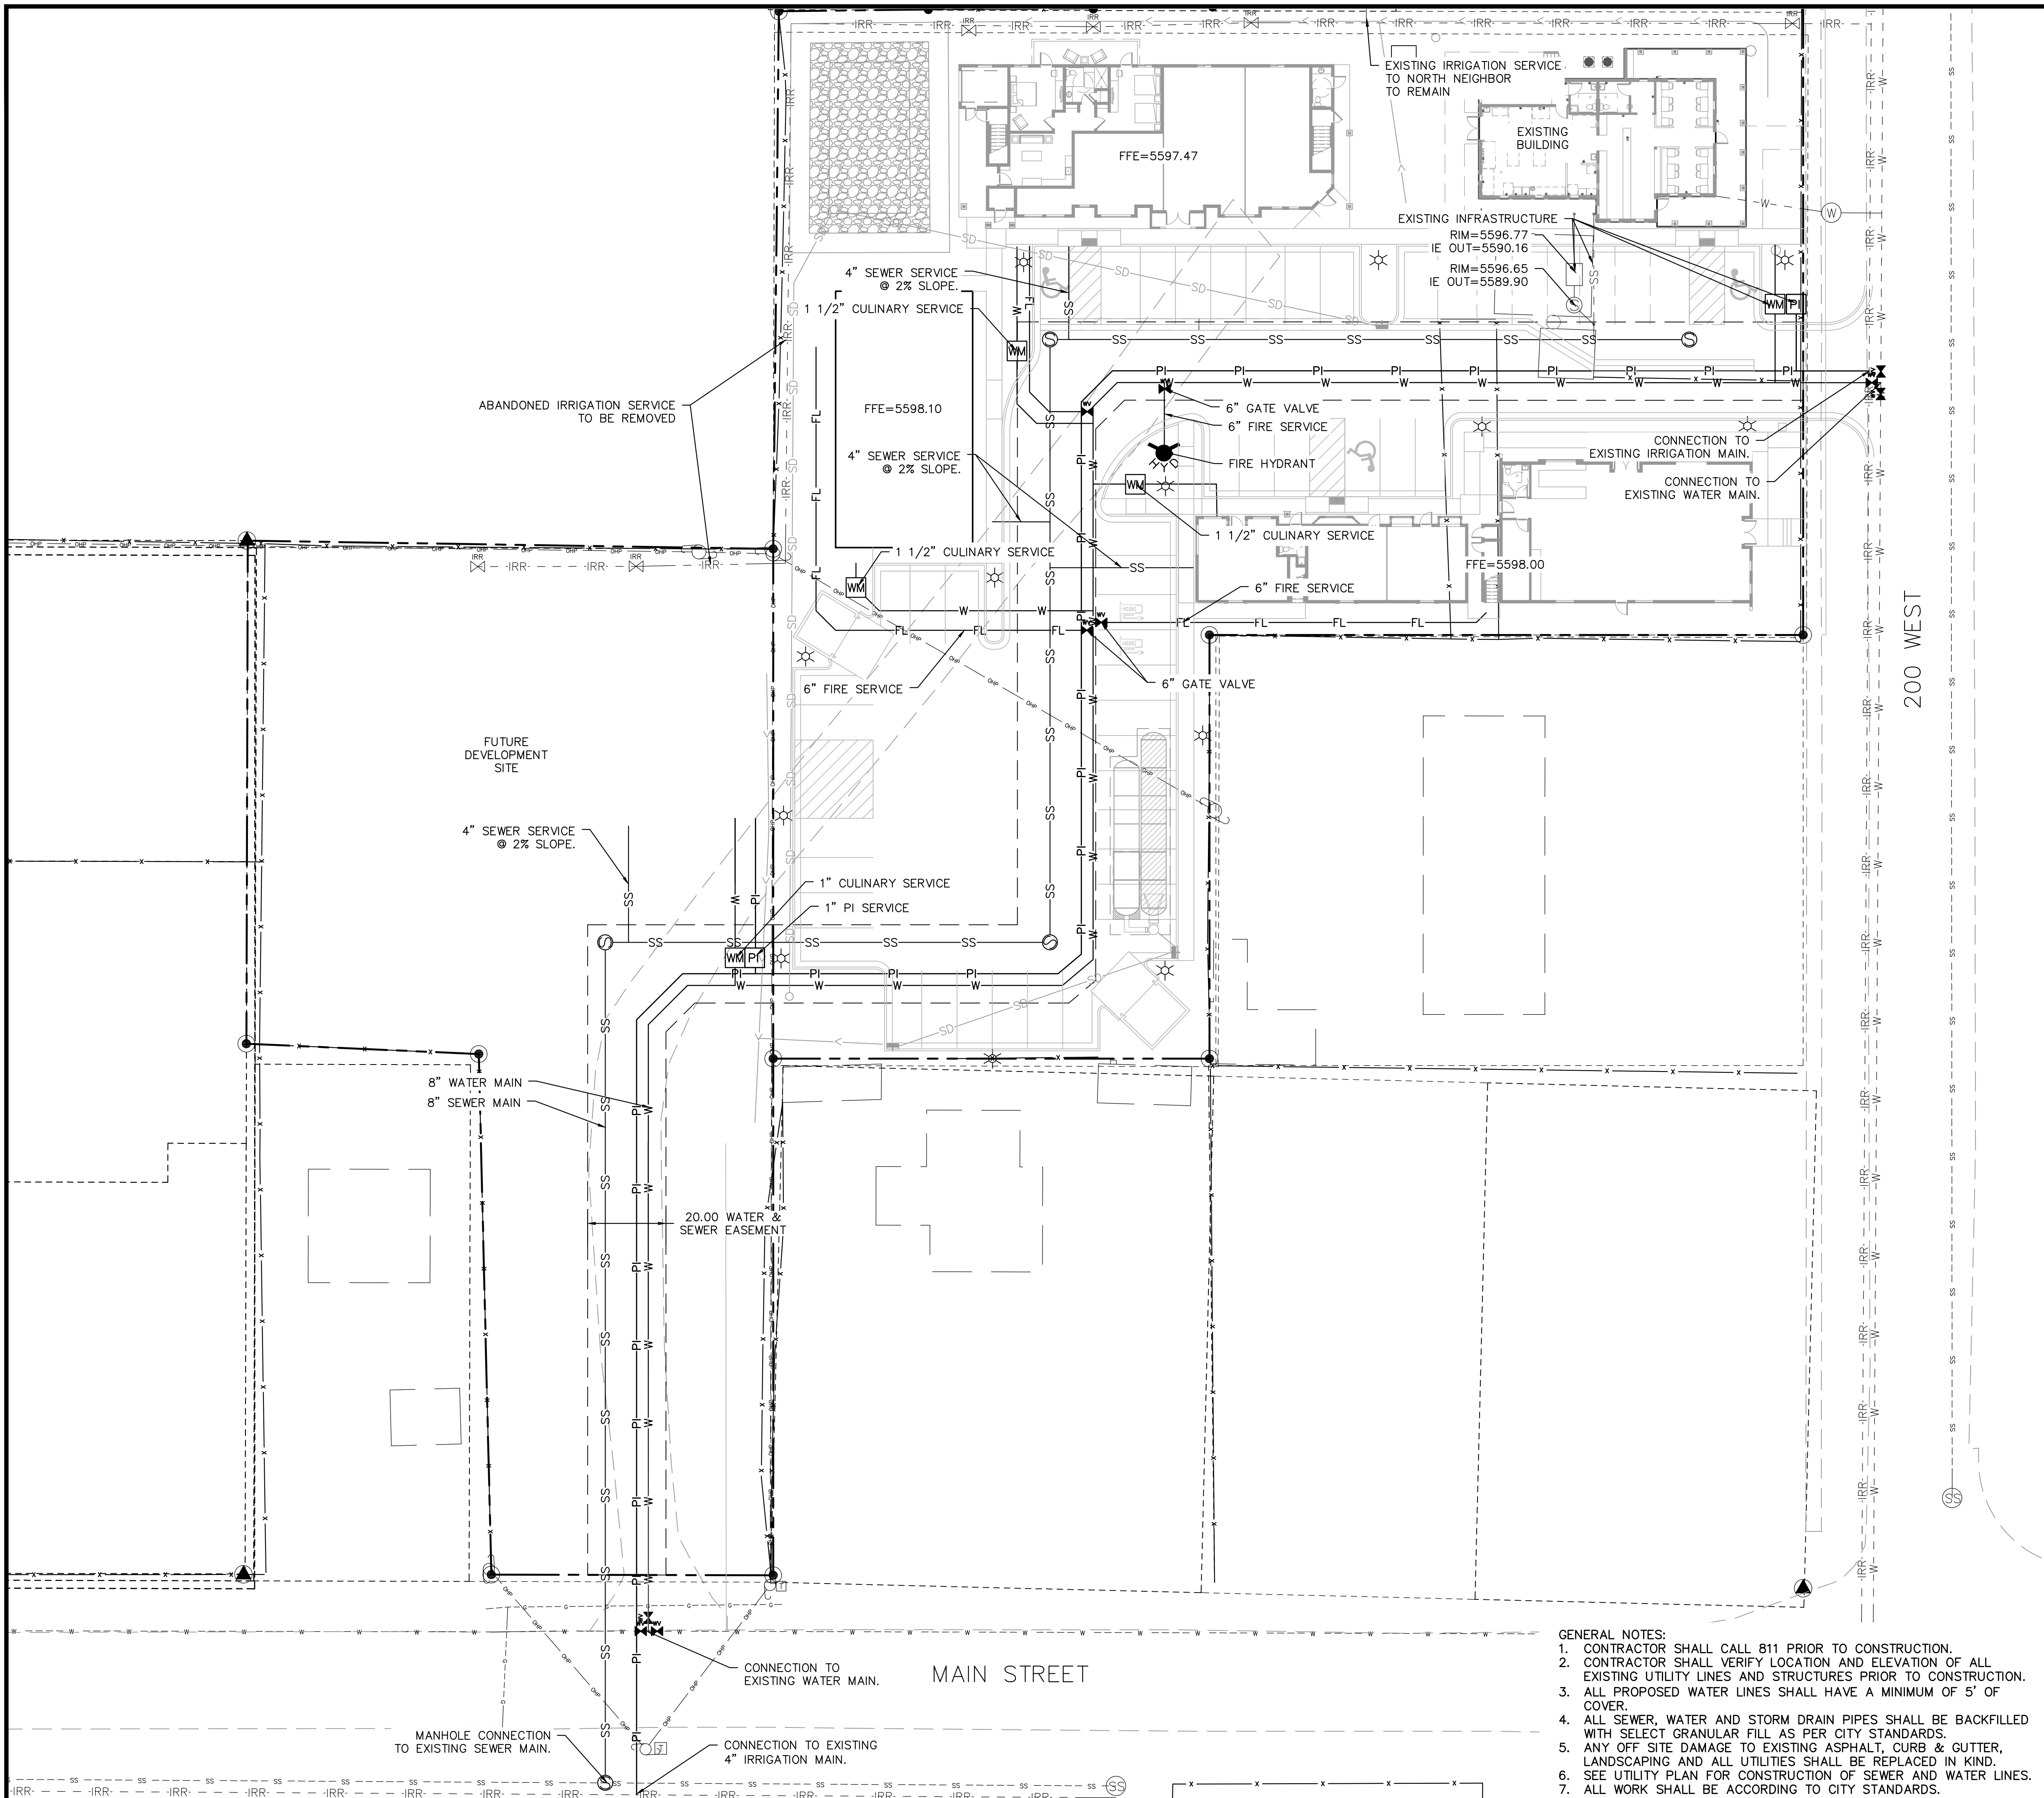 EXISTING IRRIGATION SERVICE
TO NORTH NEIGHBOR
TO REMAIN
EXISTING
BUILDING
FFE=5597.47
EXISTING INFRASTRUCTURE
RIM=5596.77
IE OUT=5590.16
RIM=5596.65
IE OUT=5589.90
4" SEWER SERVICE
@ 2% SLOPE.
1 1/2" CULINARY SERVICE
WM
WM PI
ABANDONED IRRIGATION SERVICE
TO BE REMOVED
FFE=5598.10
6" GATE VALVE
6" FIRE SERVICE
FIRE HYDRANT
HYD
4" SEWER SERVICE
@ 2% SLOPE.
WM
CONNECTION TO
EXISTING IRRIGATION MAIN.
CONNECTION TO
EXISTING WATER MAIN.
1 1/2" CULINARY SERVICE
1 1/2" CULINARY SERVICE
WM
FFE=5598.00
6" FIRE SERVICE
6" FIRE SERVICE
6" GATE VALVE
200 WEST
FUTURE
DEVELOPMENT
SITE
4" SEWER SERVICE
@ 2% SLOPE.
1" CULINARY SERVICE
1" PI SERVICE
WM PI
8" WATER MAIN
8" SEWER MAIN
20.00 WATER &
SEWER EASEMENT
CONNECTION TO
EXISTING WATER MAIN.
MAIN STREET
MANHOLE CONNECTION
TO EXISTING SEWER MAIN.
CONNECTION TO EXISTING
4" IRRIGATION MAIN.
GENERAL NOTES:
1. CONTRACTOR SHALL CALL 811 PRIOR TO CONSTRUCTION.
2. CONTRACTOR SHALL VERIFY LOCATION AND ELEVATION OF ALL
EXISTING UTILITY LINES AND STRUCTURES PRIOR TO CONSTRUCTION.
3. ALL PROPOSED WATER LINES SHALL HAVE A MINIMUM OF 5' OF
COVER.
4. ALL SEWER, WATER AND STORM DRAIN PIPES SHALL BE BACKFILLED
WITH SELECT GRANULAR FILL AS PER CITY STANDARDS.
5. ANY OFF SITE DAMAGE TO EXISTING ASPHALT, CURB & GUTTER,
LANDSCAPING AND ALL UTILITIES SHALL BE REPLACED IN KIND.
6. SEE UTILITY PLAN FOR CONSTRUCTION OF SEWER AND WATER LINES.
7. ALL WORK SHALL BE ACCORDING TO CITY STANDARDS.